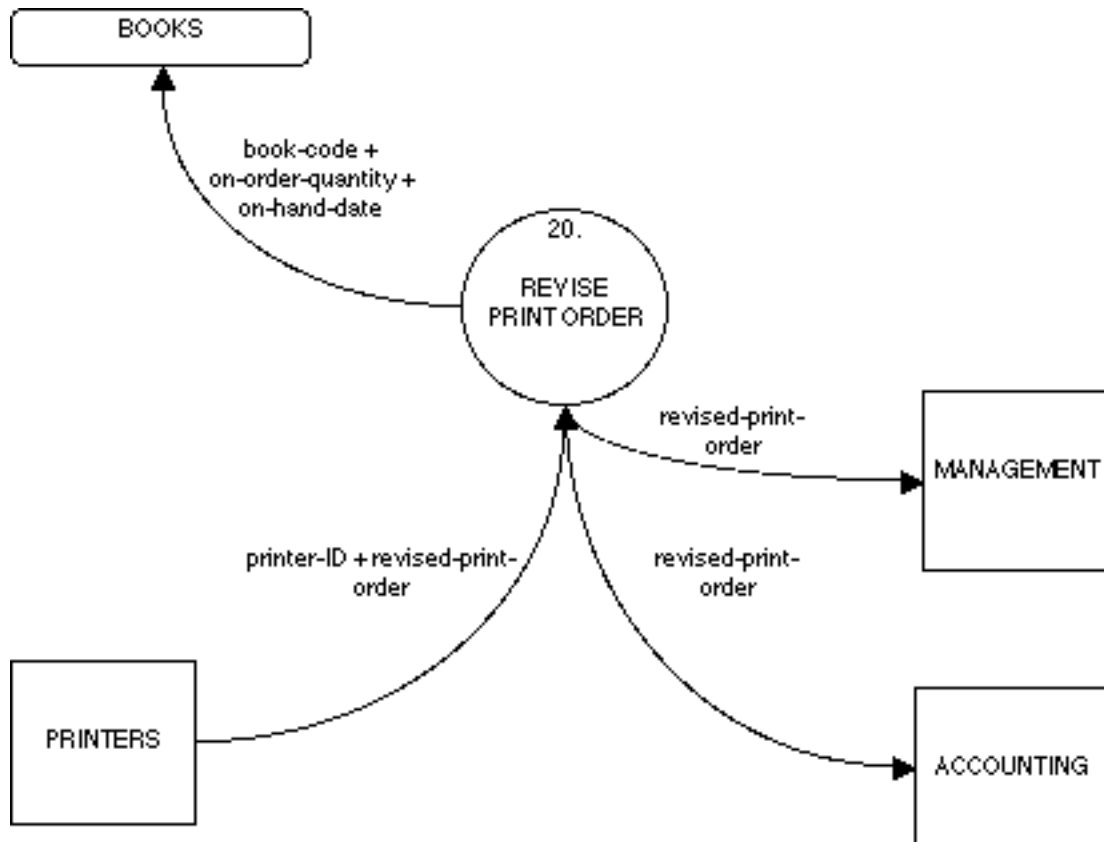 BOOKS
book-code +
on-order-quantity +
on-hand-date
20.
REVISE
PRINT ORDER
revised-print-
order
MANAGEMENT
printer-ID + revised-print-
order
revised-print-
order
PRINTERS
ACCOUNTING